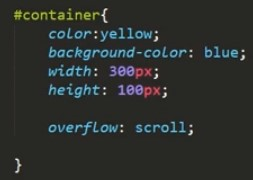 #container{
color:yellow;
background-color: blue;
width: 300px;
height: 100px;
overflow: scroll;
}